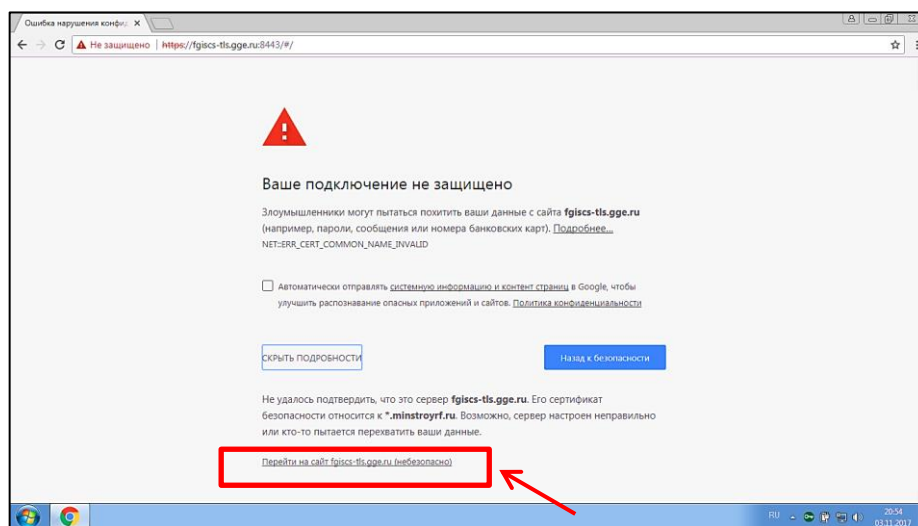 Ошибка нарушения конфид
Не защищено | https://fgiscs-tls.gge.ru:8443/#/
Ваше подключение не защищено
Злоумышленники могут пытаться похитить ваши данные с сайта fgiscs-tls.gge.ru
(например, пароли, сообщения или номера банковских карт). Подробнее...
NET::ERR_CERT_COMMON_NAME_INVALID
Автоматически отправлять системную информацию и контент страниц в Google, чтобы
улучшить распознавание опасных приложений и сайтов. Политика конфиденциальности
СКРЫТЬ ПОДРОБНОСТИ
Назад к безопасности
Не удалось подтвердить, что это сервер fgiscs-tls.gge.ru. Его сертификат
безопасности относится к *.minstroyrf.ru. Возможно, сервер настроен неправильно
или кто-то пытается перехватить ваши данные.
Перейти на сайт fgiscs-tls.gge.ru (небезопасно)
RU
20:54
03.11.2017